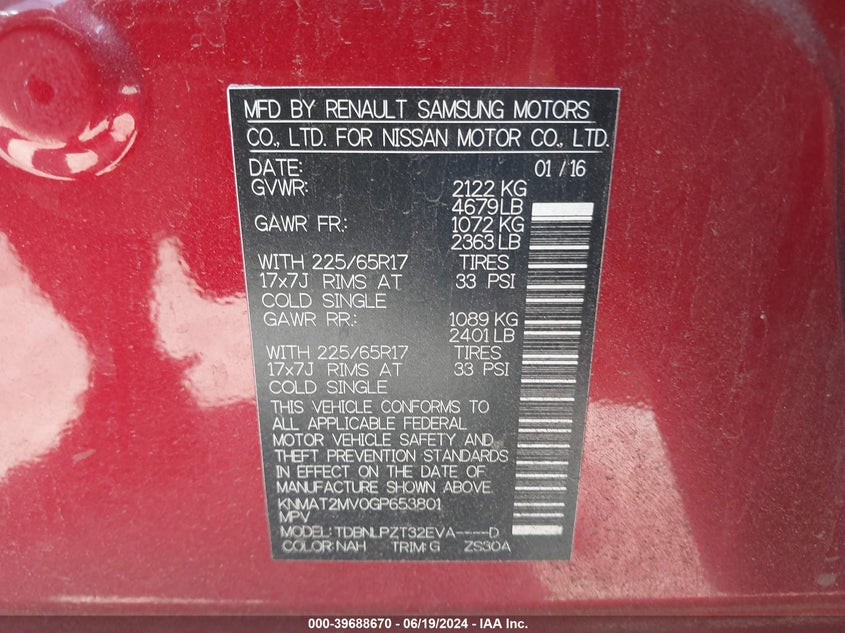 MFD BY RENAULT SAMSUNG MOTORS
CO., LTD. FOR NISSAN MOTOR CO., LTD.
DATE: 01 / 16
GVWR: 2122 KG
4679 LB
GAWR FR.: 1072 KG
2363 LB
WITH 225/65R17 TIRES
17x7J RIMS AT 33 PSI
COLD SINGLE
GAWR RR.: 1089 KG
2401 LB
WITH 225/65R17 TIRES
17x7J RIMS AT 33 PSI
COLD SINGLE
THIS VEHICLE CONFORMS TO
ALL APPLICABLE FEDERAL
MOTOR VEHICLE SAFETY AND
THEFT PREVENTION STANDARDS
IN EFFECT ON THE DATE OF
MANUFACTURE SHOWN ABOVE.
KNMAT2MV0GP653801
MPV
MODEL: TDBNLPZT32EVA-----D
COLOR: NAH TRIM: G ZS30A
000-39688670 - 06/19/2024 - IAA Inc.